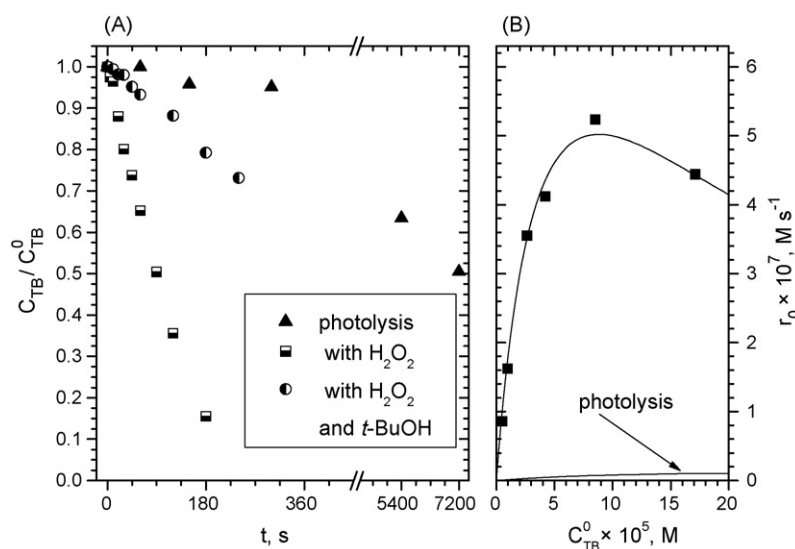 (A)
(B)
1.0
0.9
0.8
0.7
0.6
0.5
0.4
0.3
0.2
0.1
0.0
C_TB / C⁰_TB
photolysis
with H₂O₂
with H₂O₂
and t-BuOH
0 180 360 5400 7200
t, s
6
5
4
3
2
1
0
r₀ × 10⁷, M s⁻¹
photolysis
0 5 10 15 20
C⁰_TB × 10⁵, M